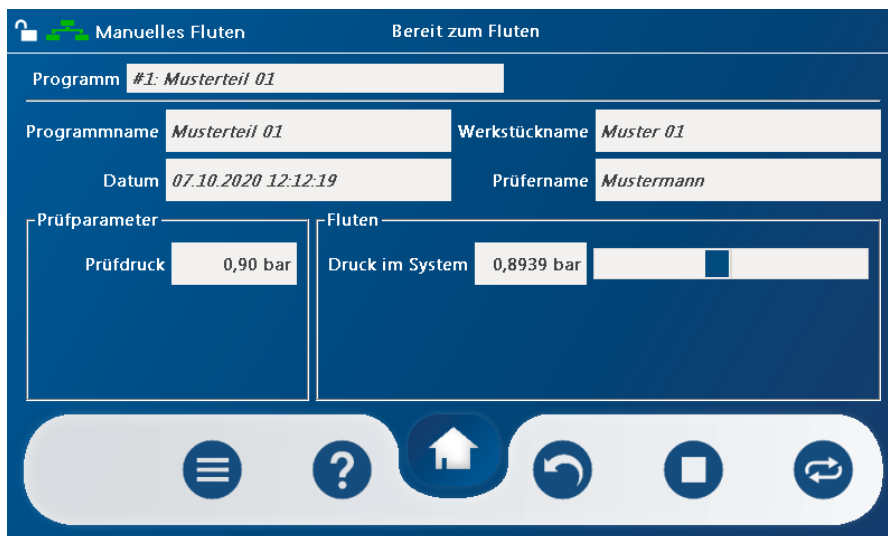 Manuelles Fluten Bereit zum Fluten
Programm #1: Musterteil 01
Programmname Musterteil 01 Werkstückname Muster 01
Datum 07.10.2020 12:12:19 Prüfername Mustermann
Prüfparameter Fluten
Prüfdruck 0,90 bar Druck im System 0,8939 bar
?